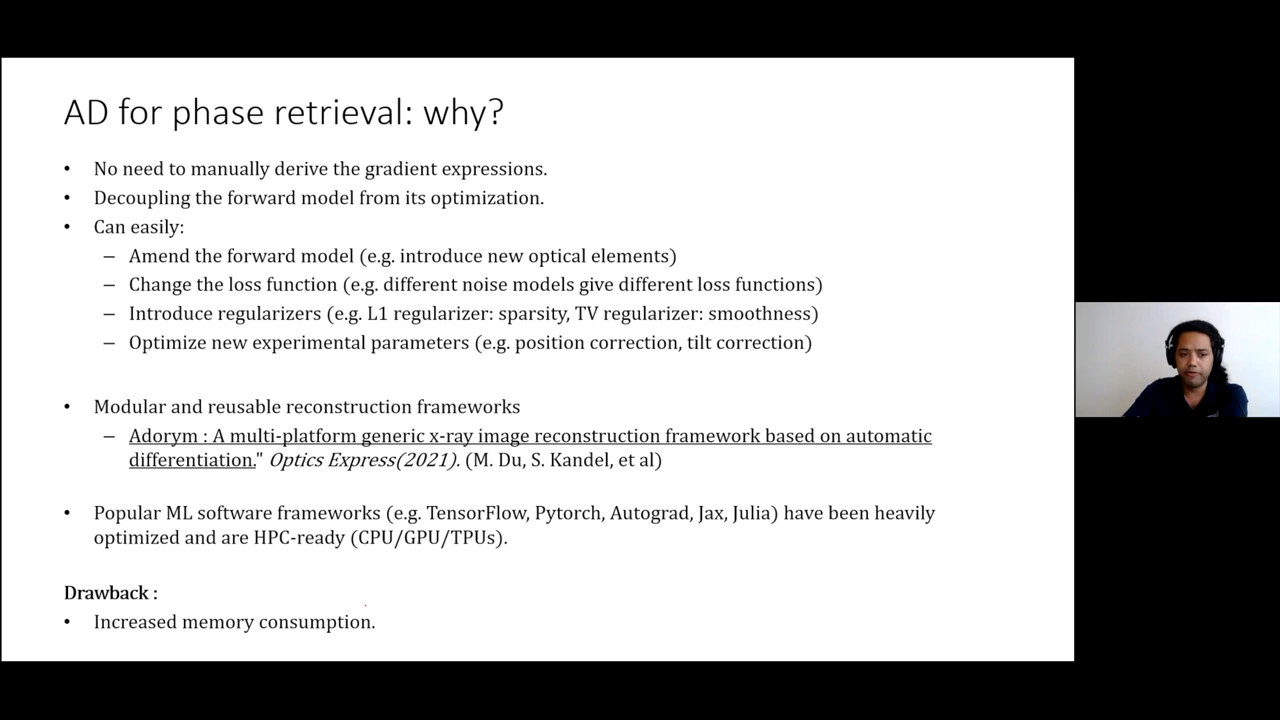 AD for phase retrieval: why?
• No need to manually derive the gradient expressions.
• Decoupling the forward model from its optimization.
• Can easily:
– Amend the forward model (e.g. introduce new optical elements)
– Change the loss function (e.g. different noise models give different loss functions)
– Introduce regularizers (e.g. L1 regularizer: sparsity, TV regularizer: smoothness)
– Optimize new experimental parameters (e.g. position correction, tilt correction)
• Modular and reusable reconstruction frameworks
– Adorym : A multi-platform generic x-ray image reconstruction framework based on automatic
differentiation." Optics Express(2021). (M. Du, S. Kandel, et al)
• Popular ML software frameworks (e.g. TensorFlow, Pytorch, Autograd, Jax, Julia) have been heavily
optimized and are HPC-ready (CPU/GPU/TPUs).
Drawback :
• Increased memory consumption.